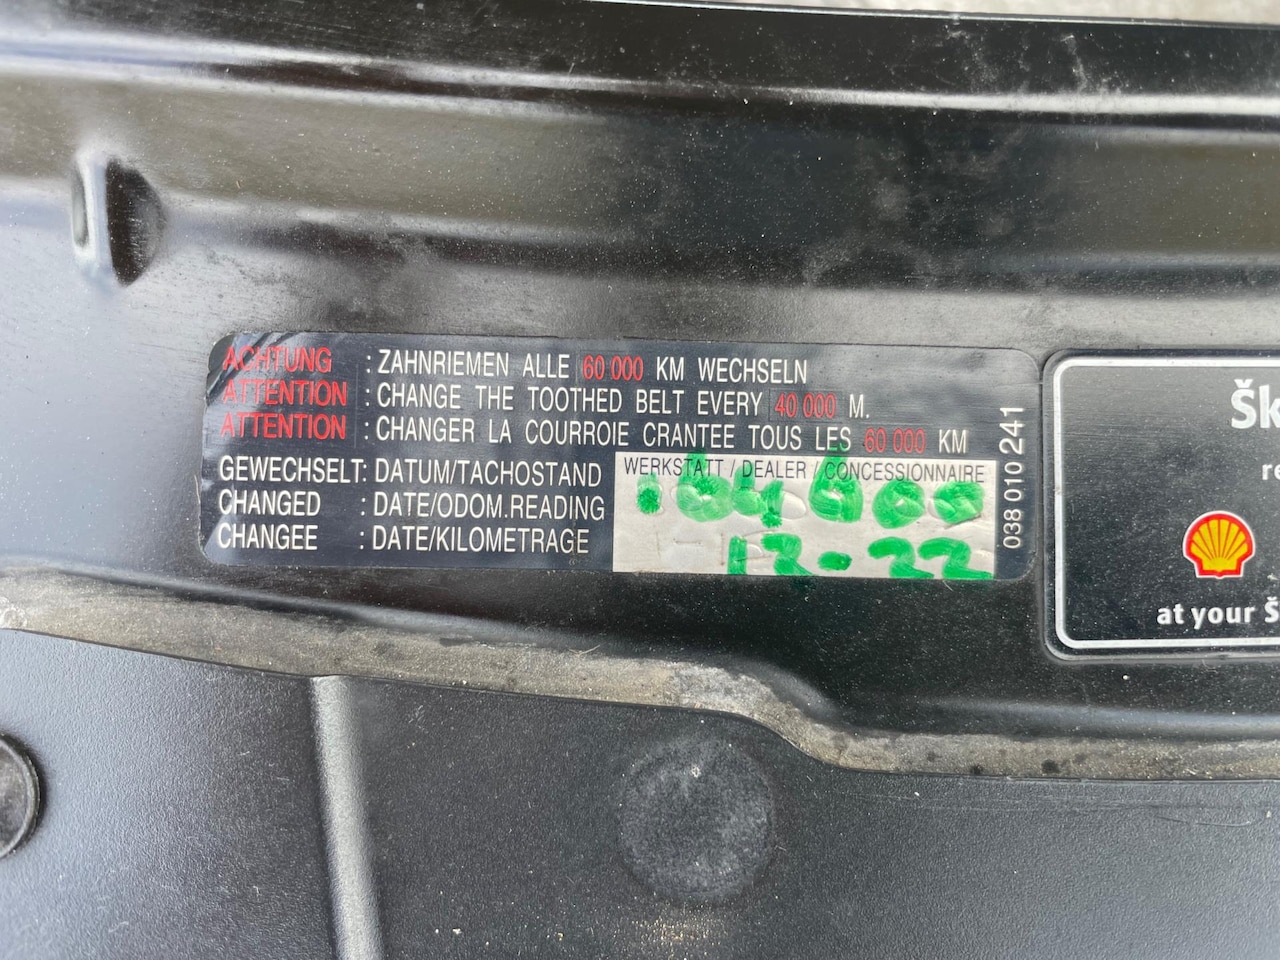 ACHTUNG : ZAHNRIEMEN ALLE 60 000 KM WECHSELN
ATTENTION : CHANGE THE TOOTHED BELT EVERY 40 000 M.
ATTENTION : CHANGER LA COURROIE CRANTEE TOUS LES 60 000 KM
GEWECHSELT: DATUM/TACHOSTAND
CHANGED : DATE/ODOM.READING
CHANGEE : DATE/KILOMETRAGE
WERKSTATT / DEALER / CONCESSIONNAIRE
12-22
038 010 241
at your